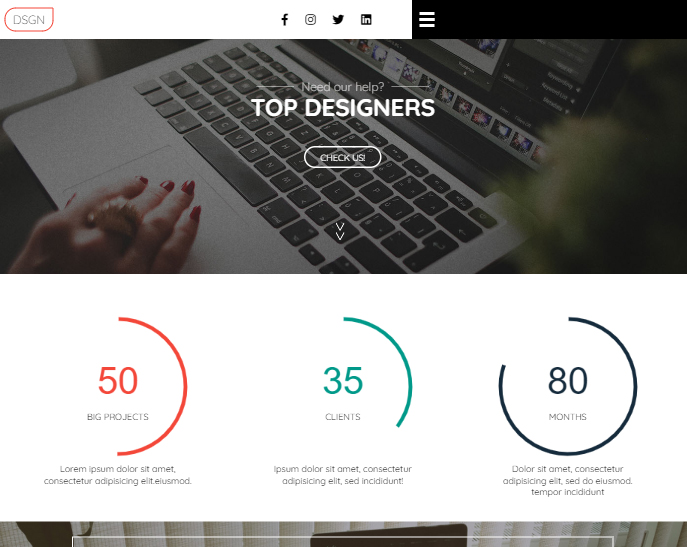 DSGN
Need our help?
TOP DESIGNERS
CHECK US!
50
BIG PROJECTS
Lorem ipsum dolor sit amet,
consectetur adipisicing elit.eiusmod.
35
CLIENTS
Ipsum dolor sit amet, consectetur
adipisicing elit, sed incididunt!
80
MONTHS
Dolor sit amet, consectetur
adipisicing elit, sed do eiusmod.
tempor incididunt